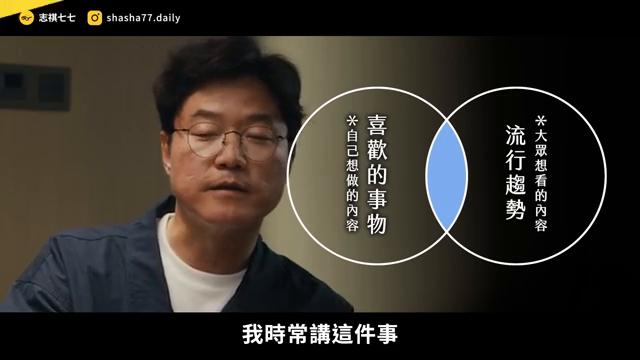 志祺七七
shasha77.daily
喜歡的事物
＊自己想做的內容
流行趨勢
＊大眾想看的內容
我時常講這件事